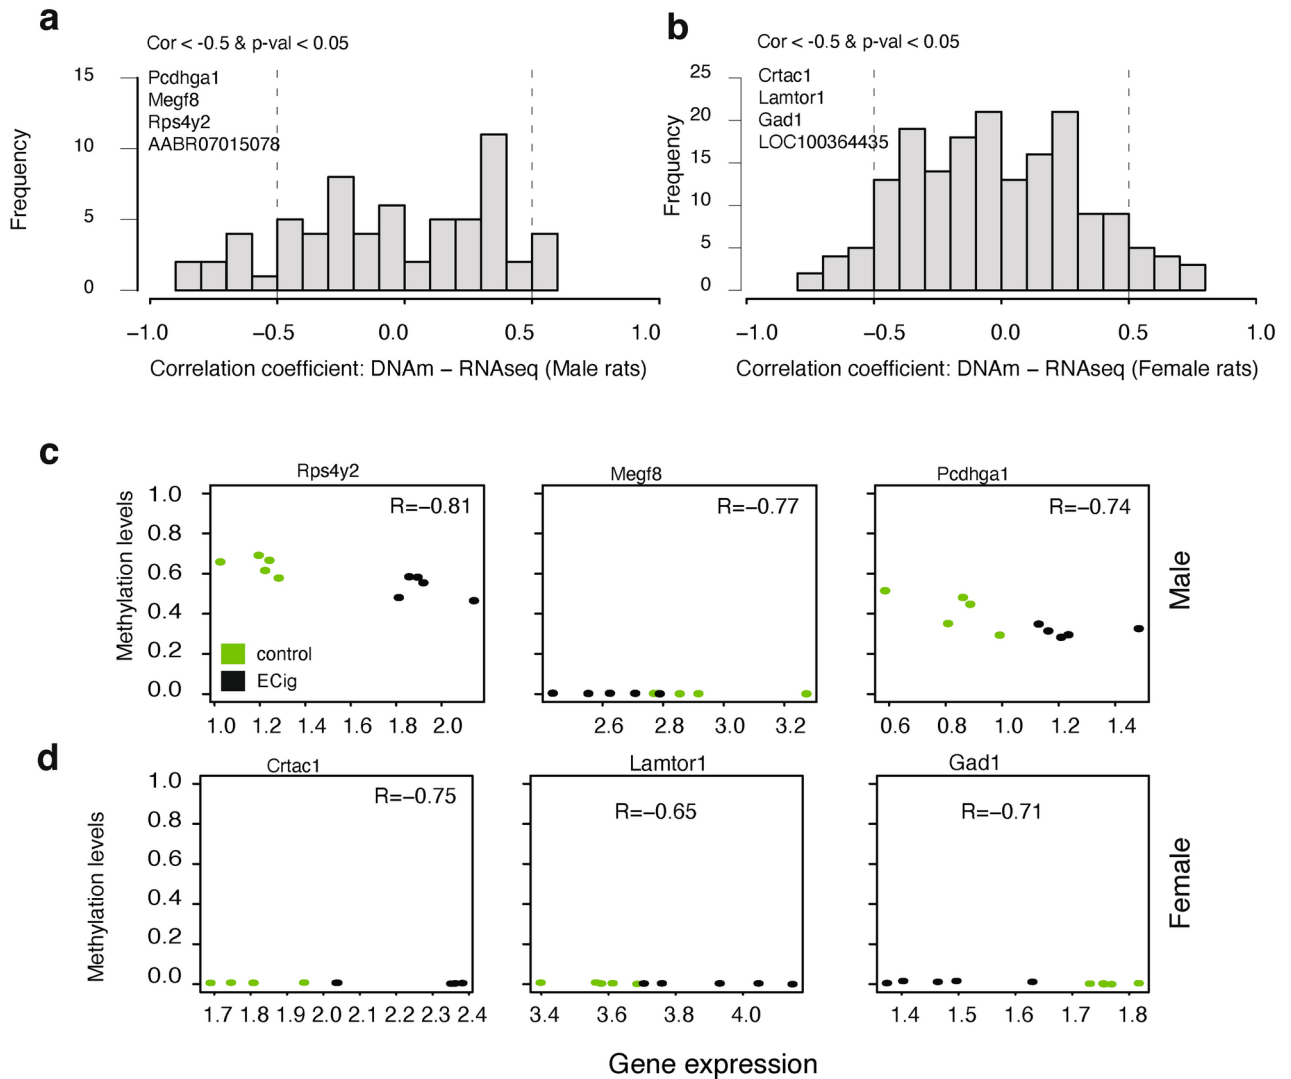 a
Cor < -0.5 & p-val < 0.05
Pcdhga1
Megf8
Rps4y2
AABR07015078
Frequency
15
10
5
0
−1.0 −0.5 0.0 0.5 1.0
Correlation coefficient: DNAm − RNAseq (Male rats)
b
Cor < -0.5 & p-val < 0.05
Crtac1
Lamtor1
Gad1
LOC100364435
Frequency
25
20
15
10
5
0
−1.0 −0.5 0.0 0.5 1.0
Correlation coefficient: DNAm − RNAseq (Female rats)
c
Rps4y2
R=−0.81
Methylation levels
1.0
0.8
0.6
0.4
0.2
0.0
control
ECig
1.0 1.2 1.4 1.6 1.8 2.0
Megf8
R=−0.77
2.6 2.8 3.0 3.2
Pcdhga1
R=−0.74
0.6 0.8 1.0 1.2 1.4
Male
d
Crtac1
R=−0.75
Methylation levels
1.0
0.8
0.6
0.4
0.2
0.0
1.7 1.8 1.9 2.0 2.1 2.2 2.3 2.4
Lamtor1
R=−0.65
3.4 3.6 3.8 4.0
Gad1
R=−0.71
1.4 1.5 1.6 1.7 1.8
Female
Gene expression